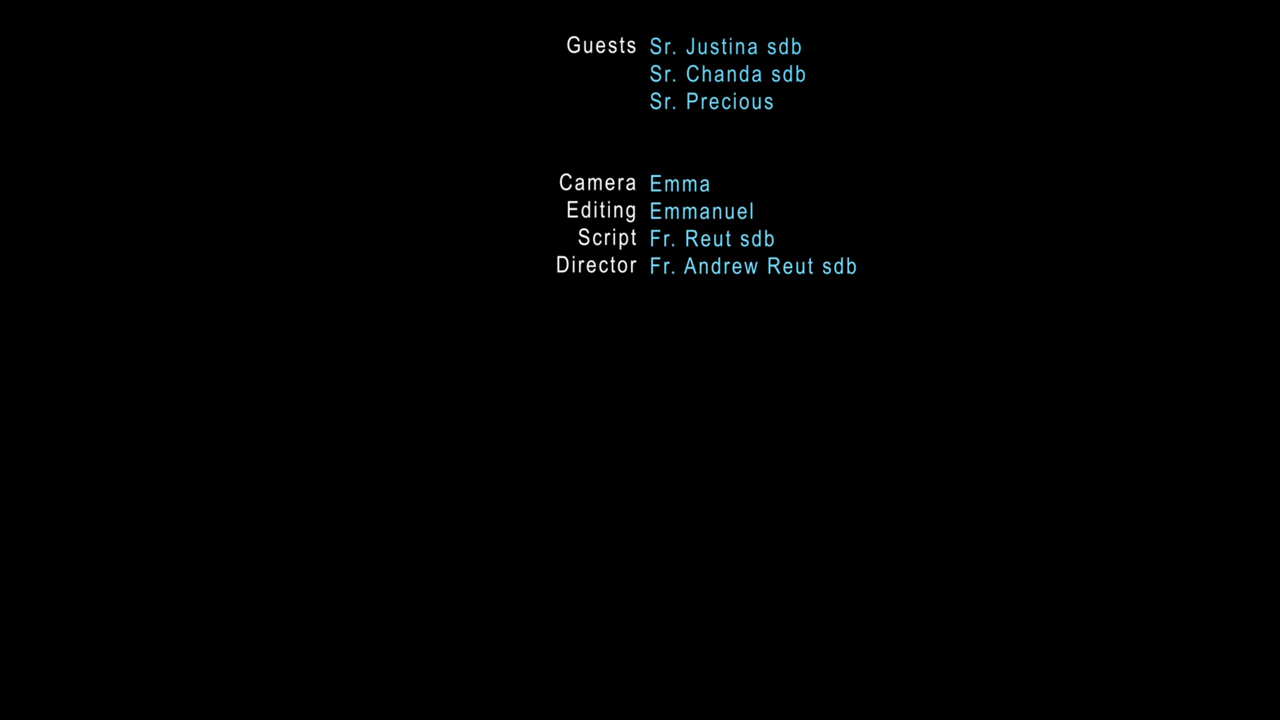 Guests Sr. Justina sdb
Sr. Chanda sdb
Sr. Precious
Camera Emma
Editing Emmanuel
Script Fr. Reut sdb
Director Fr. Andrew Reut sdb